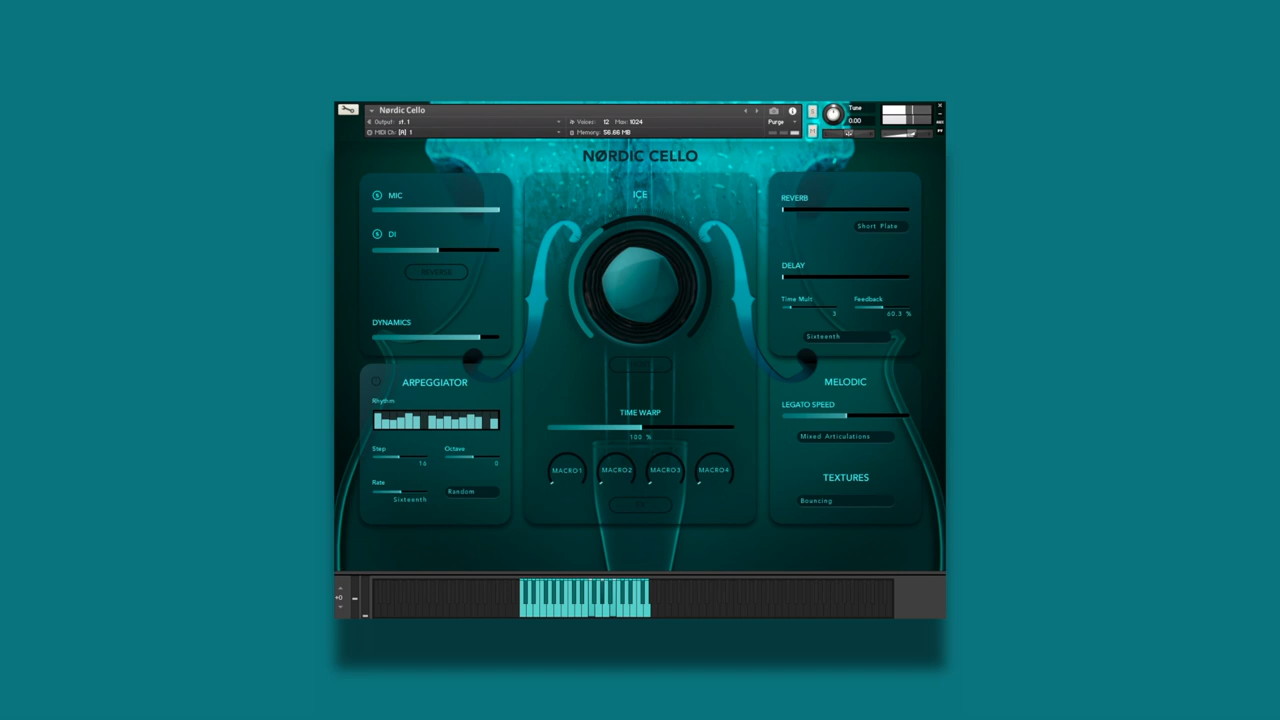 Nørdic Cello
Output: st. 1
Voices: 12 Max: 1024
Purge
MIDI Ch: [A] 1
Memory: 56.66 MB
S
M
Tune
0.00
NØRDIC CELLO
S MIC
S DI
REVERSE
DYNAMICS
ARPEGGIATOR
Rhythm
Step
16
Octave
0
Rate
Sixteenth
Random
ICE
TIME WARP
100 %
MACRO1
MACRO2
MACRO3
MACRO4
REVERB
Short Plate
DELAY
Time Mult
3
Feedback
60.3 %
Sixteenth
MELODIC
LEGATO SPEED
Mixed Articulations
TEXTURES
Bouncing
+0